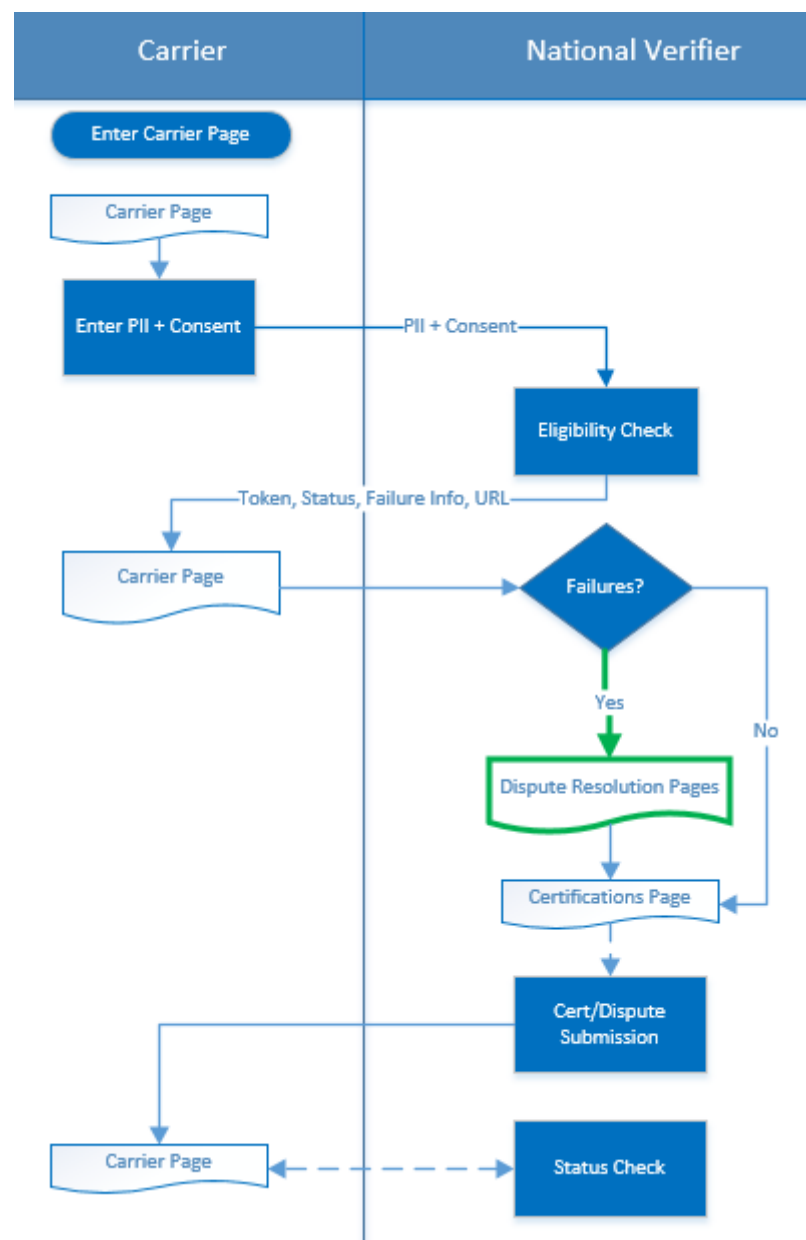 Carrier
National Verifier
Enter Carrier Page
Carrier Page
Enter PII + Consent
PII + Consent
Eligibility Check
Token, Status, Failure Info, URL
Carrier Page
Failures?
Yes
No
Dispute Resolution Pages
Certifications Page
Cert/Dispute
Submission
Carrier Page
Status Check